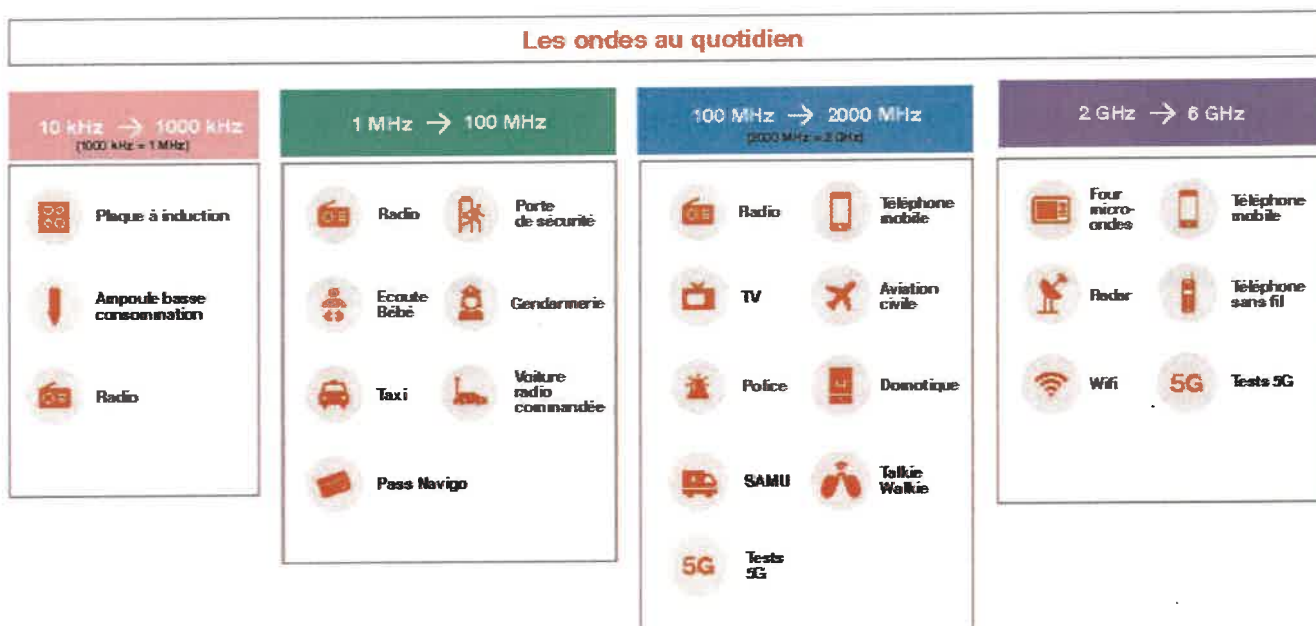 Les ondes au quotidien
10 kHz → 1000 kHz
(1000 kHz = 1 MHz)
Plaque à induction
Ampoule basse
consommation
Radio
1 MHz → 100 MHz
Radio
Porte
de sécurité
Ecoute
Bébé
Gendarmerie
Taxi
Voiture
radio
commandée
Pass Navigo
100 MHz → 2000 MHz
(2000 MHz = 2 GHz)
Radio
Téléphone
mobile
TV
Aviation
civile
Police
Domotique
SAMU
Talkie
Walkie
5G
Tests
5G
2 GHz → 6 GHz
Four
micro-
ondes
Téléphone
mobile
Radar
Téléphone
sans fil
Wifi
5G
Tests 5G